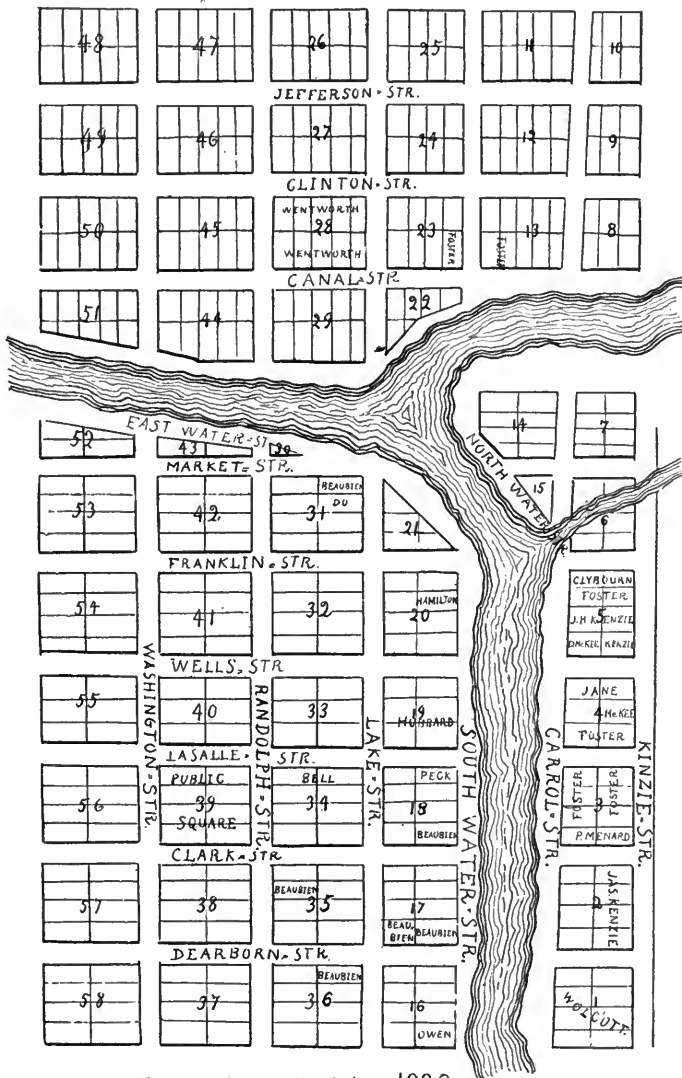 48 47 26 25 11 10
JEFFERSON-STR.
49 46 27 24 12 9
CLINTON-STR.
WENTWORTH
50 45 28 23 13 8
FOSTER
FOSTER
WENTWORTH
CANAL-STR
51 44 29 22
14 7
EAST WATER-ST
52 43 30
NORTH WATER STR.
MARKET-STR.
15
BEAUBIEN
DO
53 42 31 21 6
FRANKLIN-STR.
CLYBOURN
FOSTER
HAMILTON
54 41 32 20 5
J.H KENZIE
D.McKEE KENZIE
WELLS-STR
JANE
55 40 33 19 4 McKEE
HUBBARD
FOSTER
WASHINGTON-STR.
RANDOLPH-STR
LAKE-STR.
SOUTH WATER-STR.
CARROL-STR.
KINZIE-STR.
LASALLE-STR.
PUBLIC
BELL
PECK
56 39 34 18 3
SQUARE
FOSTER
FOSTER
BEAUBIEN
P.MENARD
CLARK-STR
BEAUBIEN
57 38 35 17 2
JAS.KENZIE
BEAU-
BIEN
BEAUBIEN
DEARBORN-STR.
BEAUBIEN
58 37 36 16 1
WOLCOTT.
OWEN